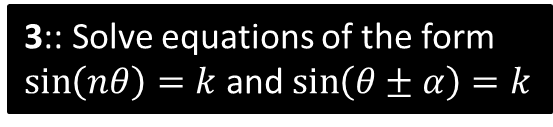 3:: Solve equations of the form
sin(𝑛𝜃) = 𝑘 and sin(𝜃 ± 𝛼) = 𝑘